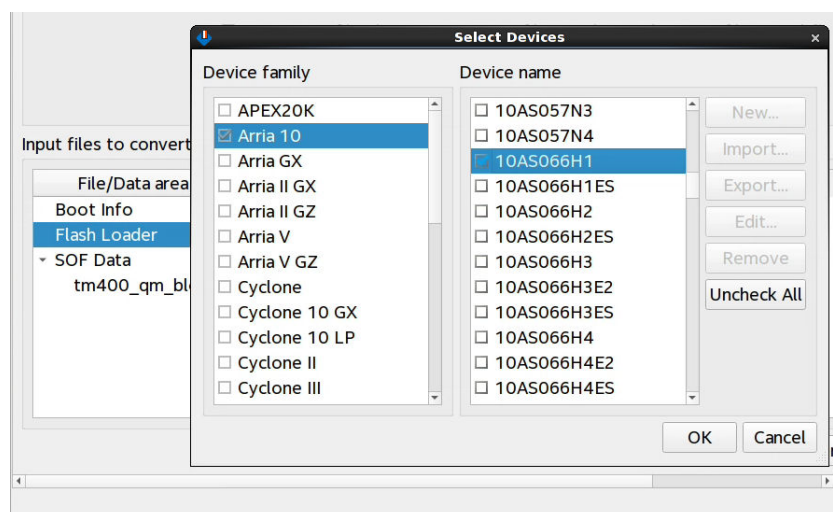 Select Devices
Device family
APEX20K
Arria 10
Arria GX
Arria II GX
Arria II GZ
Arria V
Arria V GZ
Cyclone
Cyclone 10 GX
Cyclone 10 LP
Cyclone II
Cyclone III
Device name
10AS057N3
10AS057N4
10AS066H1
10AS066H1ES
10AS066H2
10AS066H2ES
10AS066H3
10AS066H3E2
10AS066H3ES
10AS066H4
10AS066H4E2
10AS066H4ES
New...
Import...
Export...
Edit...
Remove
Uncheck All
OK
Cancel
Input files to convert
File/Data area
Boot Info
Flash Loader
SOF Data
tm400_qm_bl